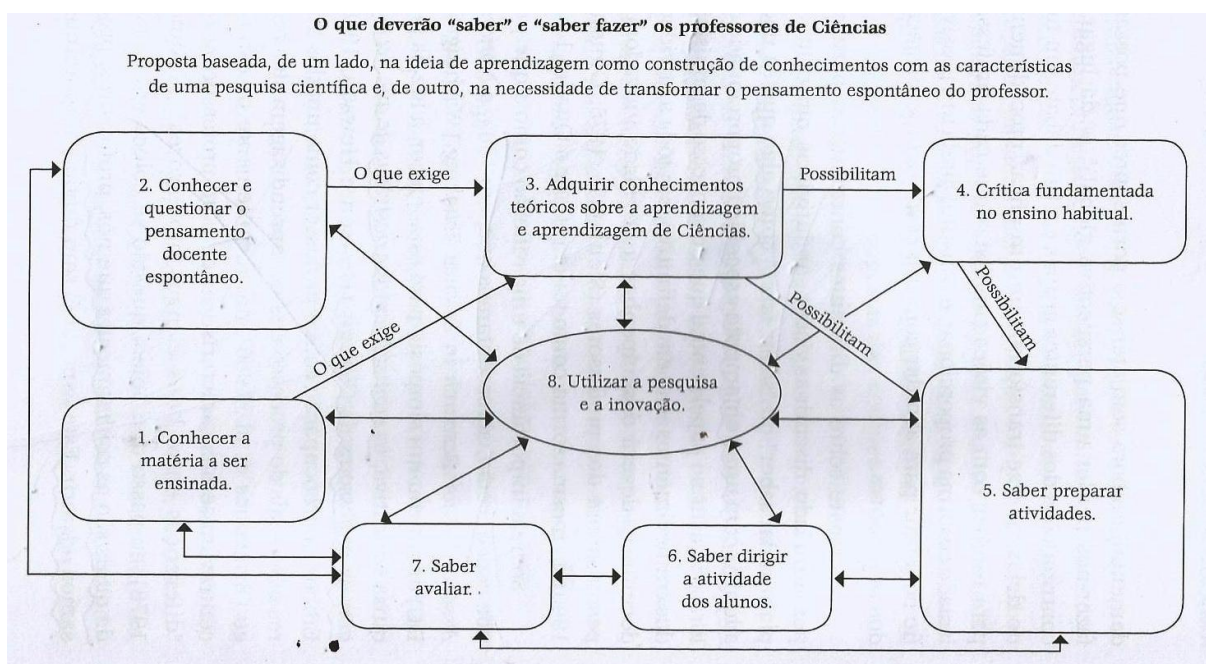 O que deverão “saber” e “saber fazer” os professores de Ciências
Proposta baseada, de um lado, na ideia de aprendizagem como construção de conhecimentos com as características
de uma pesquisa científica e, de outro, na necessidade de transformar o pensamento espontâneo do professor.
2. Conhecer e
questionar o
pensamento
docente
espontâneo.
O que exige
3. Adquirir conhecimentos
teóricos sobre a aprendizagem
e aprendizagem de Ciências.
Possibilitam
4. Crítica fundamentada
no ensino habitual.
O que exige
Possibilitam
Possibilitam
8. Utilizar a pesquisa
e a inovação.
1. Conhecer a
matéria a ser
ensinada.
5. Saber preparar
atividades.
7. Saber
avaliar.
6. Saber dirigir
a atividade
dos alunos.